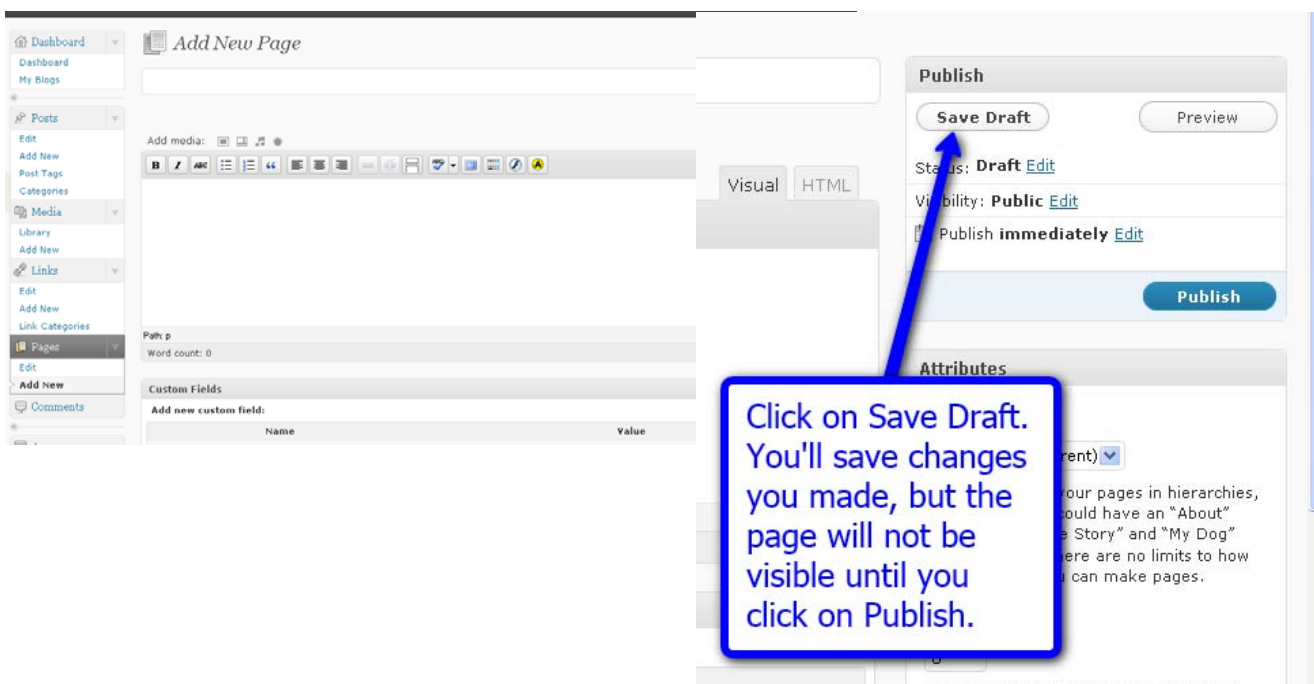 Dashboard
Dashboard
My Blogs
Posts
Edit
Add New
Post Tags
Categories
Media
Library
Add New
Links
Edit
Add New
Link Categories
Pages
Edit
Add New
Comments
Add New Page
Add media:
B I ABC
Path: p
Word count: 0
Custom Fields
Add new custom field:
Name Value
Visual HTML
Publish
Save Draft Preview
Status: Draft Edit
Visibility: Public Edit
Publish immediately Edit
Publish
Attributes
Click on Save Draft.
You'll save changes
you made, but the
page will not be
visible until you
click on Publish.
rent)
our pages in hierarchies,
ould have an “About”
Story” and “My Dog”
ere are no limits to how
can make pages.